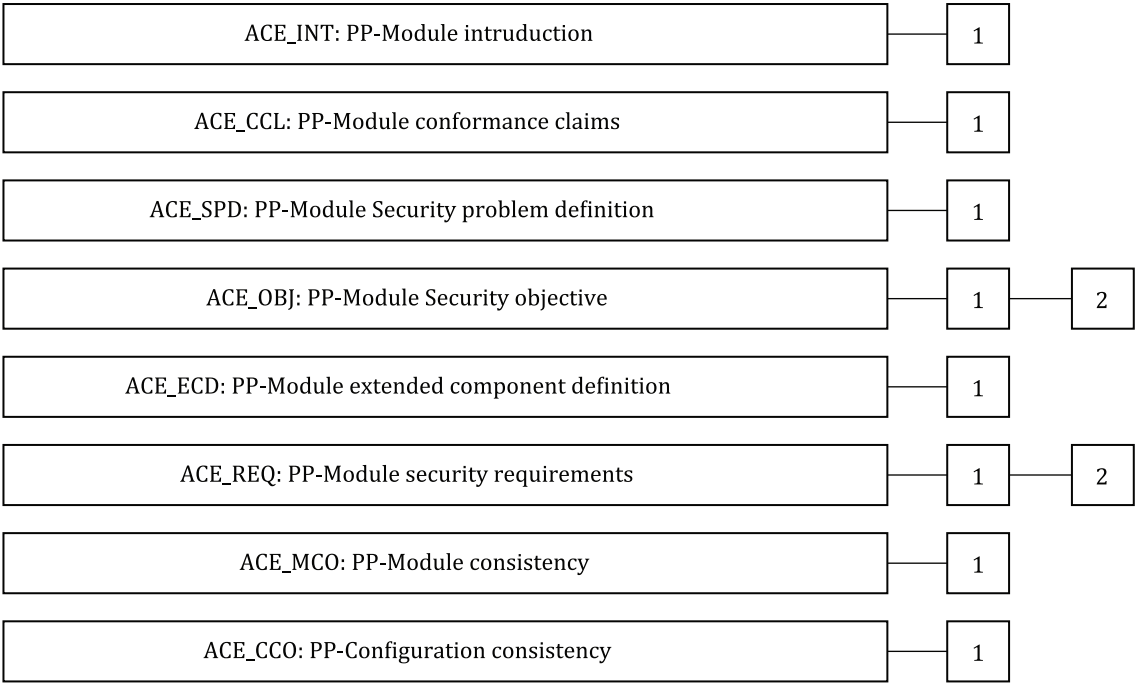 ACE_INT: PP-Module intruduction 1
ACE_CCL: PP-Module conformance claims 1
ACE_SPD: PP-Module Security problem definition 1
ACE_OBJ: PP-Module Security objective 1 2
ACE_ECD: PP-Module extended component definition 1
ACE_REQ: PP-Module security requirements 1 2
ACE_MCO: PP-Module consistency 1
ACE_CCO: PP-Configuration consistency 1